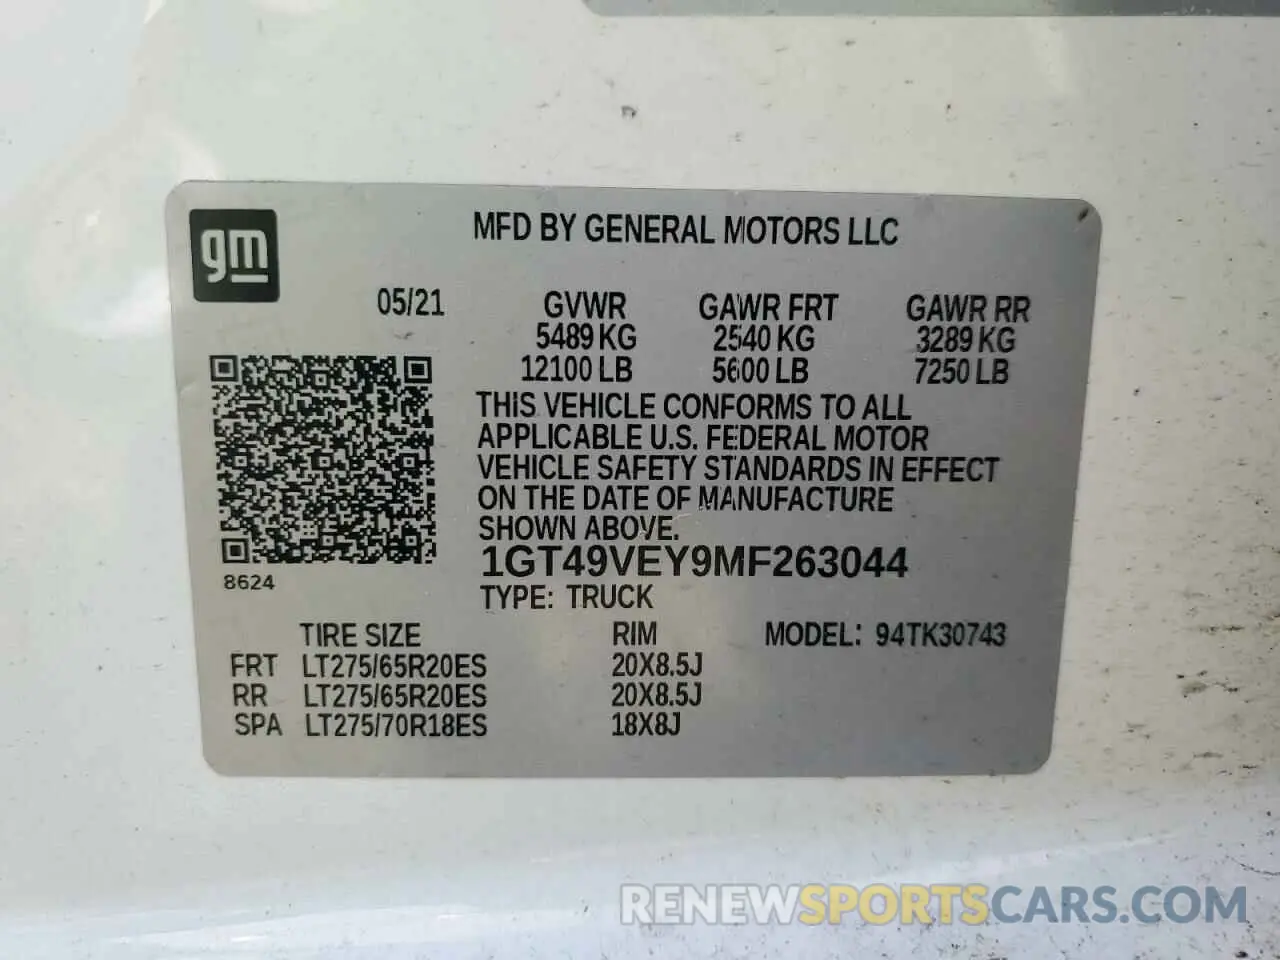 gm
MFD BY GENERAL MOTORS LLC
05/21 GVWR GAWR FRT GAWR RR
5489 KG 2540 KG 3289 KG
12100 LB 5600 LB 7250 LB
THIS VEHICLE CONFORMS TO ALL
APPLICABLE U.S. FEDERAL MOTOR
VEHICLE SAFETY STANDARDS IN EFFECT
ON THE DATE OF MANUFACTURE
SHOWN ABOVE.
1GT49VEY9MF263044
8624
TYPE: TRUCK
TIRE SIZE RIM MODEL: 94TK30743
FRT LT275/65R20ES 20X8.5J
RR LT275/65R20ES 20X8.5J
SPA LT275/70R18ES 18X8J
RENEWSPORTSCARS.COM